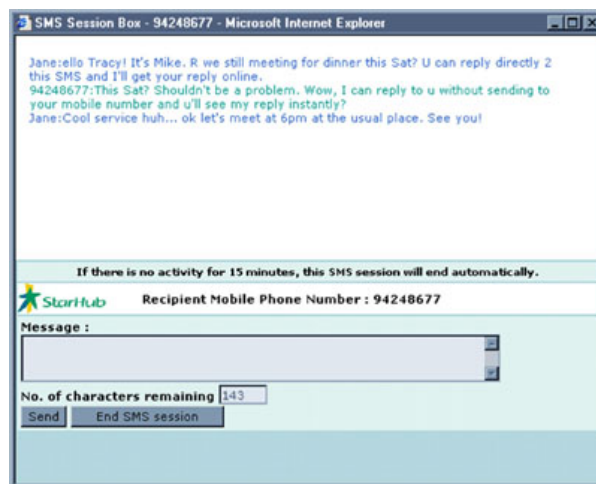 SMS Session Box - 94248677 - Microsoft Internet Explorer
Jane:ello Tracy! It's Mike. R we still meeting for dinner this Sat? U can reply directly 2
this SMS and I'll get your reply online.
94248677:This Sat? Shouldn't be a problem. Wow, I can reply to u without sending to
your mobile number and u'll see my reply instantly?
Jane:Cool service huh... ok let's meet at 6pm at the usual place. See you!
If there is no activity for 15 minutes, this SMS session will end automatically.
StarHub Recipient Mobile Phone Number : 94248677
Message :
No. of characters remaining 143
Send End SMS session